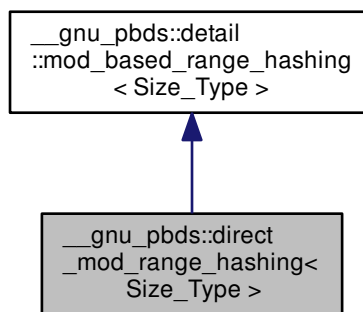 __gnu_pbds::detail
::mod_based_range_hashing
< Size_Type >
__gnu_pbds::direct
_mod_range_hashing<
Size_Type >